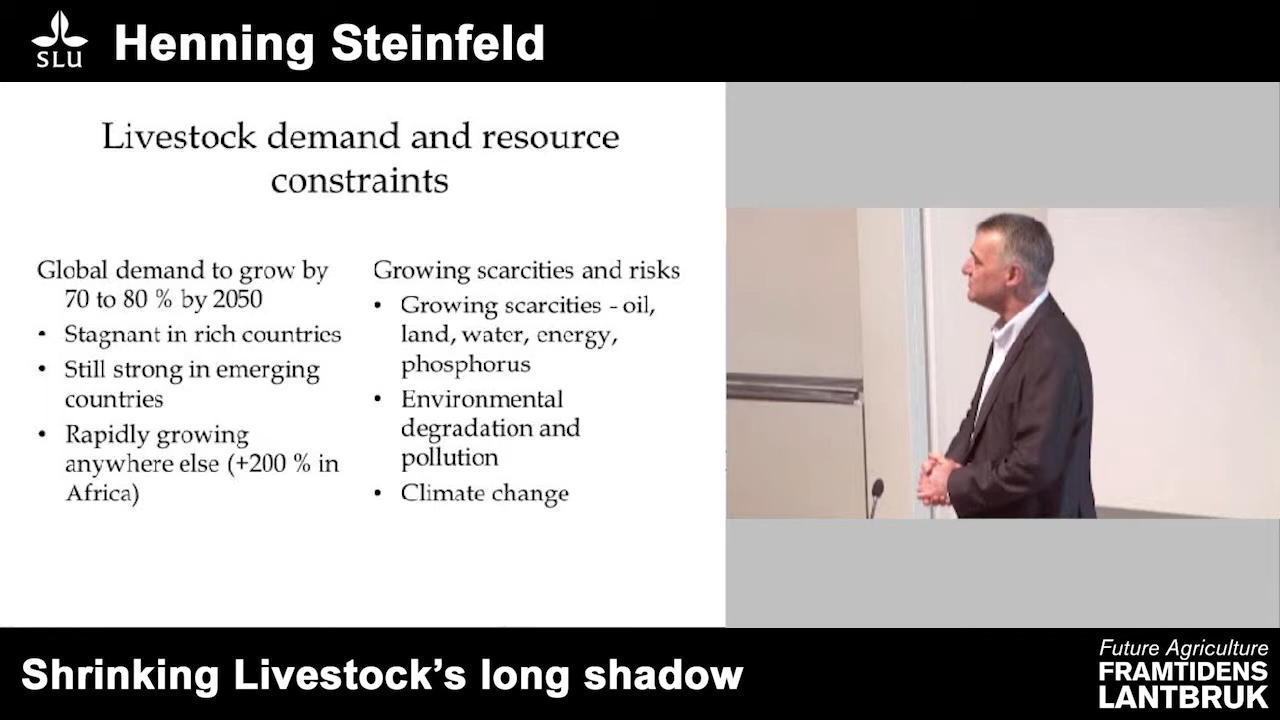 SLU
Henning Steinfeld
Livestock demand and resource
constraints
Global demand to grow by
70 to 80 % by 2050
• Stagnant in rich countries
• Still strong in emerging
countries
• Rapidly growing
anywhere else (+200 % in
Africa)
Growing scarcities and risks
• Growing scarcities - oil,
land, water, energy,
phosphorus
• Environmental
degradation and
pollution
• Climate change
Shrinking Livestock's long shadow
Future Agriculture
FRAMTIDENS
LANTBRUK